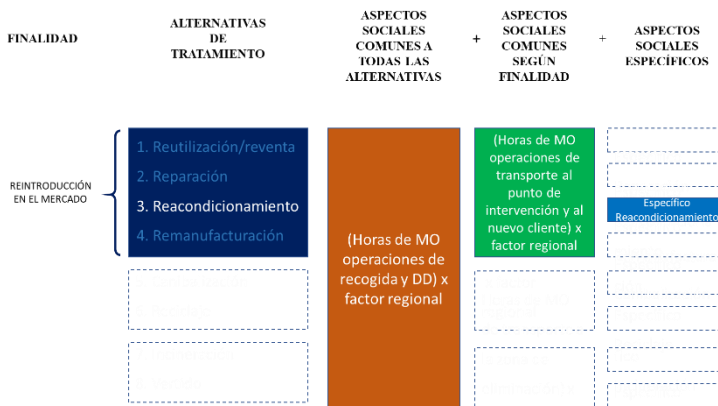 FINALIDAD
ALTERNATIVAS
DE
TRATAMIENTO
ASPECTOS
SOCIALES
COMUNES A
TODAS LAS
ALTERNATIVAS
+
ASPECTOS
SOCIALES
COMUNES
SEGÚN
FINALIDAD
+
ASPECTOS
SOCIALES
ESPECÍFICOS
REINTRODUCCIÓN
EN EL MERCADO
1. Reutilización/reventa
2. Reparación
3. Reacondicionamiento
4. Remanufacturación
(Horas de MO
operaciones de
recogida y DD) x
factor regional
(Horas de MO
operaciones de
transporte al
punto de
intervención y al
nuevo cliente) x
factor regional
Específico
Reacondicionamiento